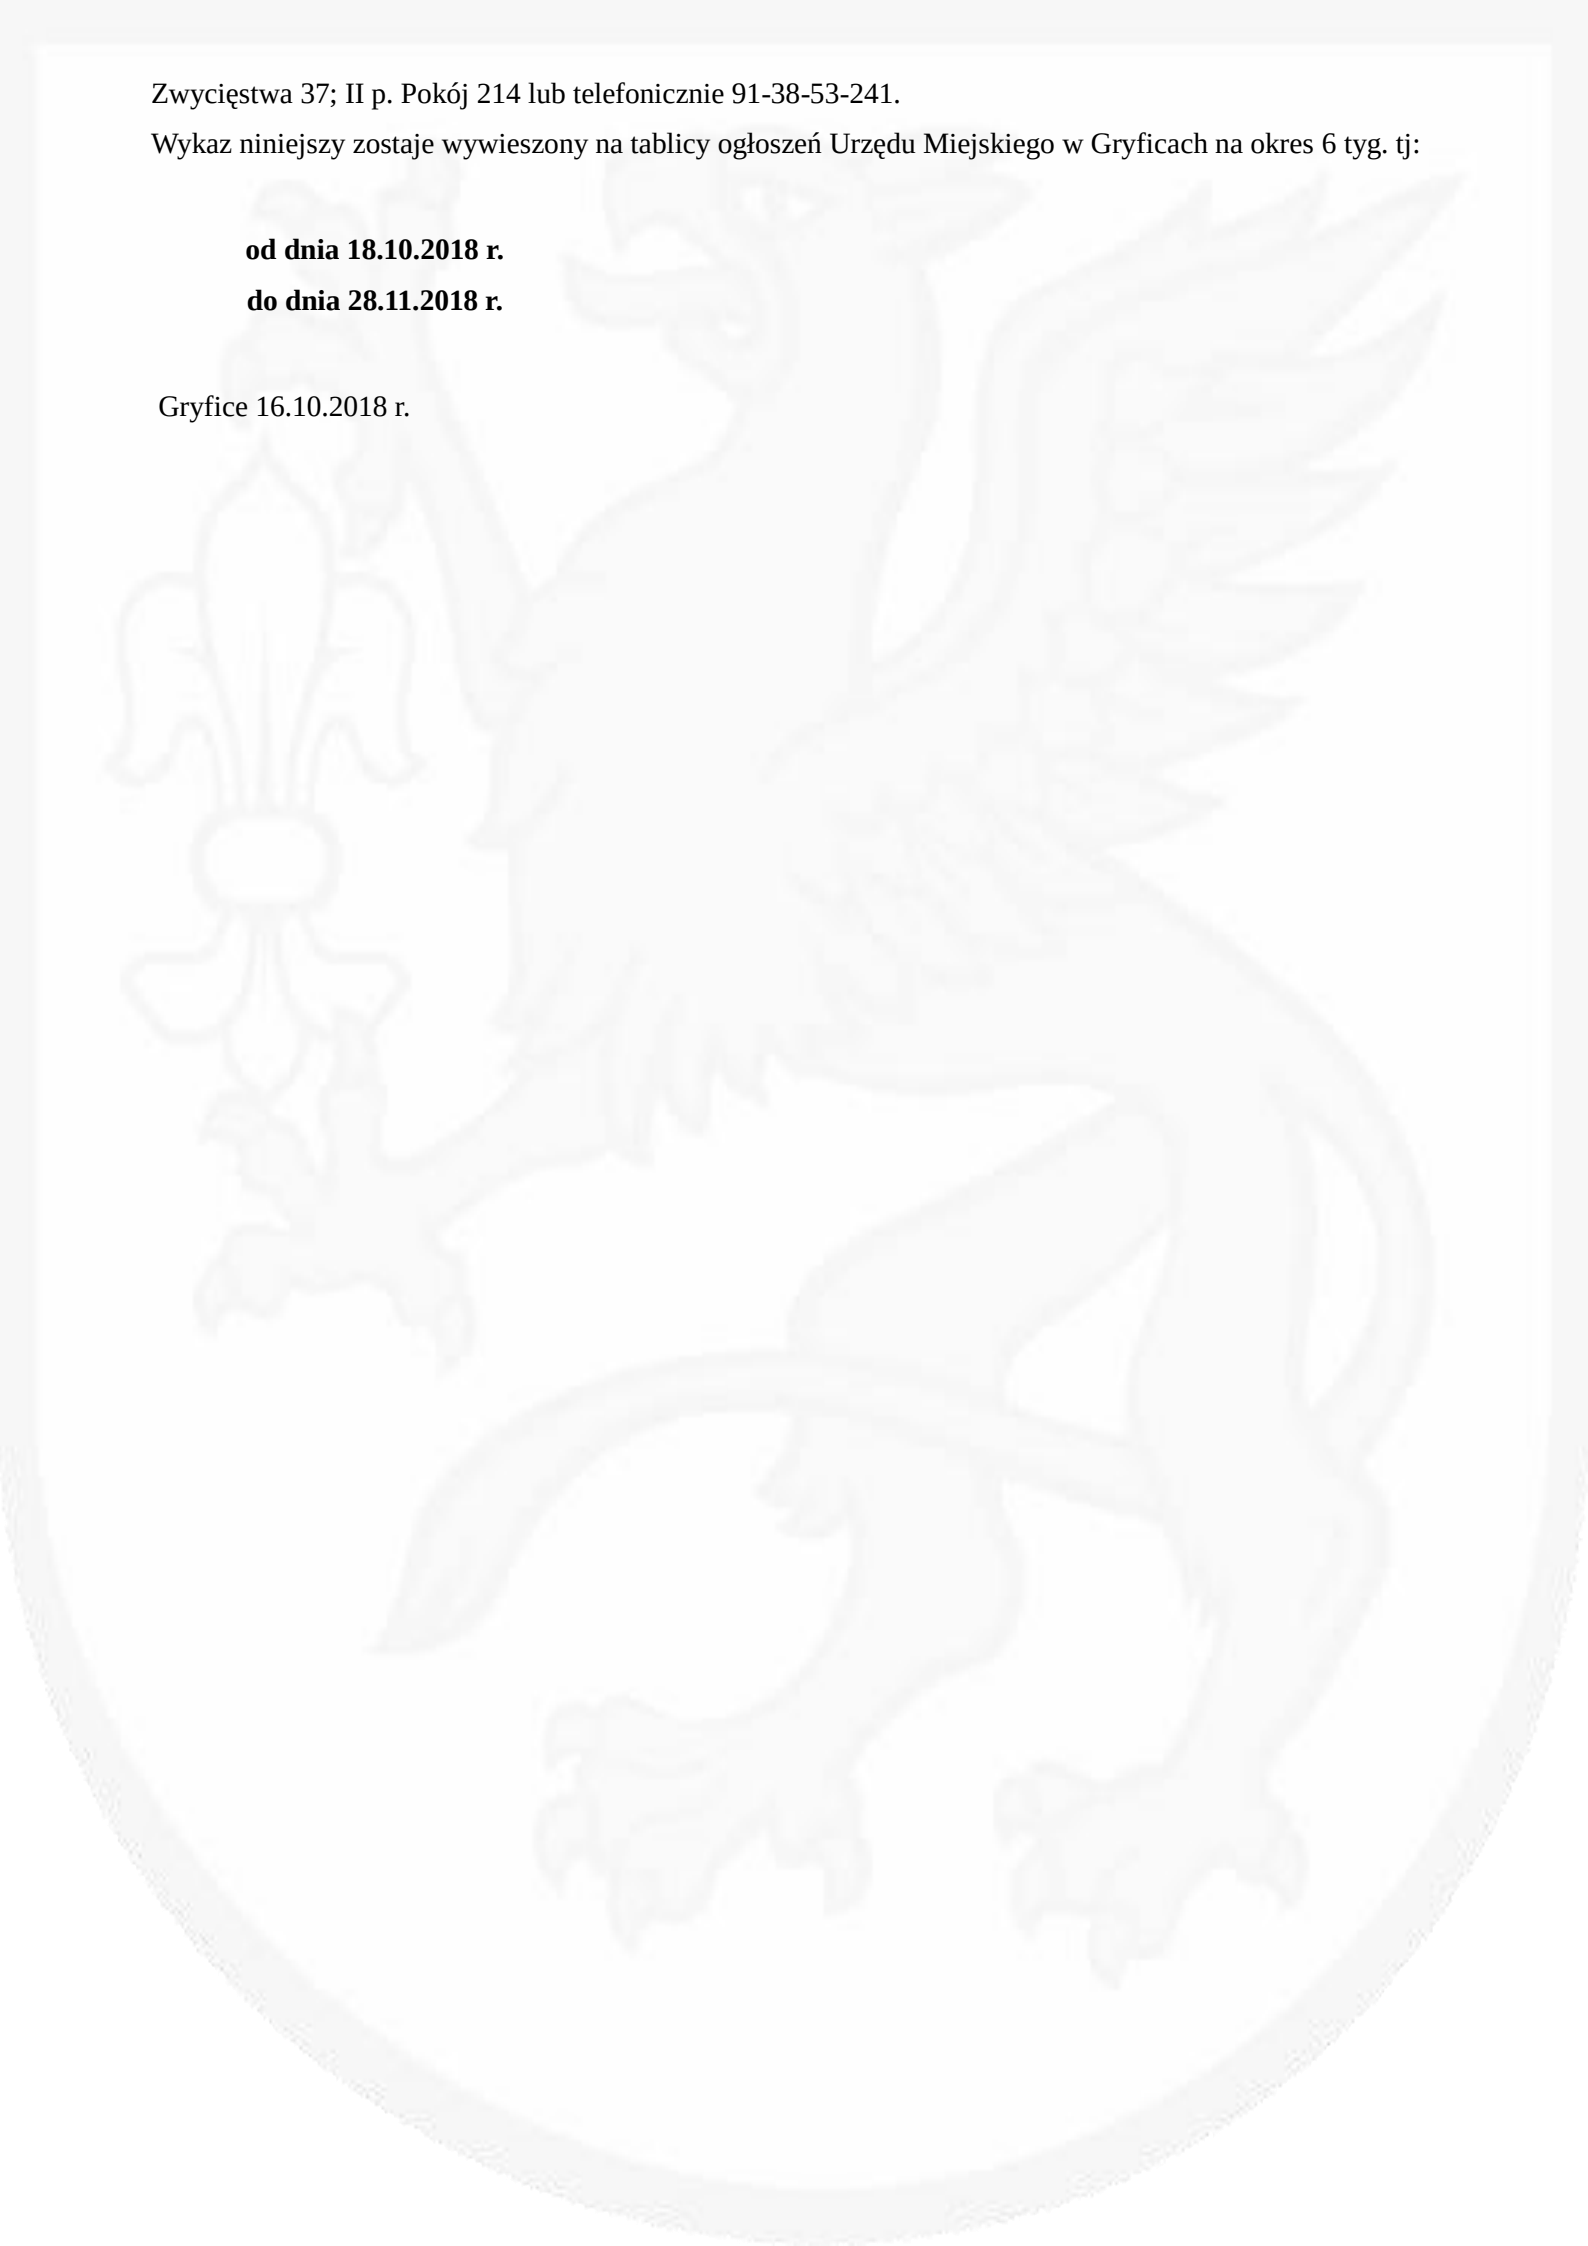 Zwycięstwa 37; II p. Pokój 214 lub telefonicznie 91-38-53-241.
Wykaz niniejszy zostaje wywieszony na tablicy ogłoszeń Urzędu Miejskiego w Gryficach na okres 6 tyg. tj:
od dnia 18.10.2018 r.
do dnia 28.11.2018 r.
Gryfice 16.10.2018 r.